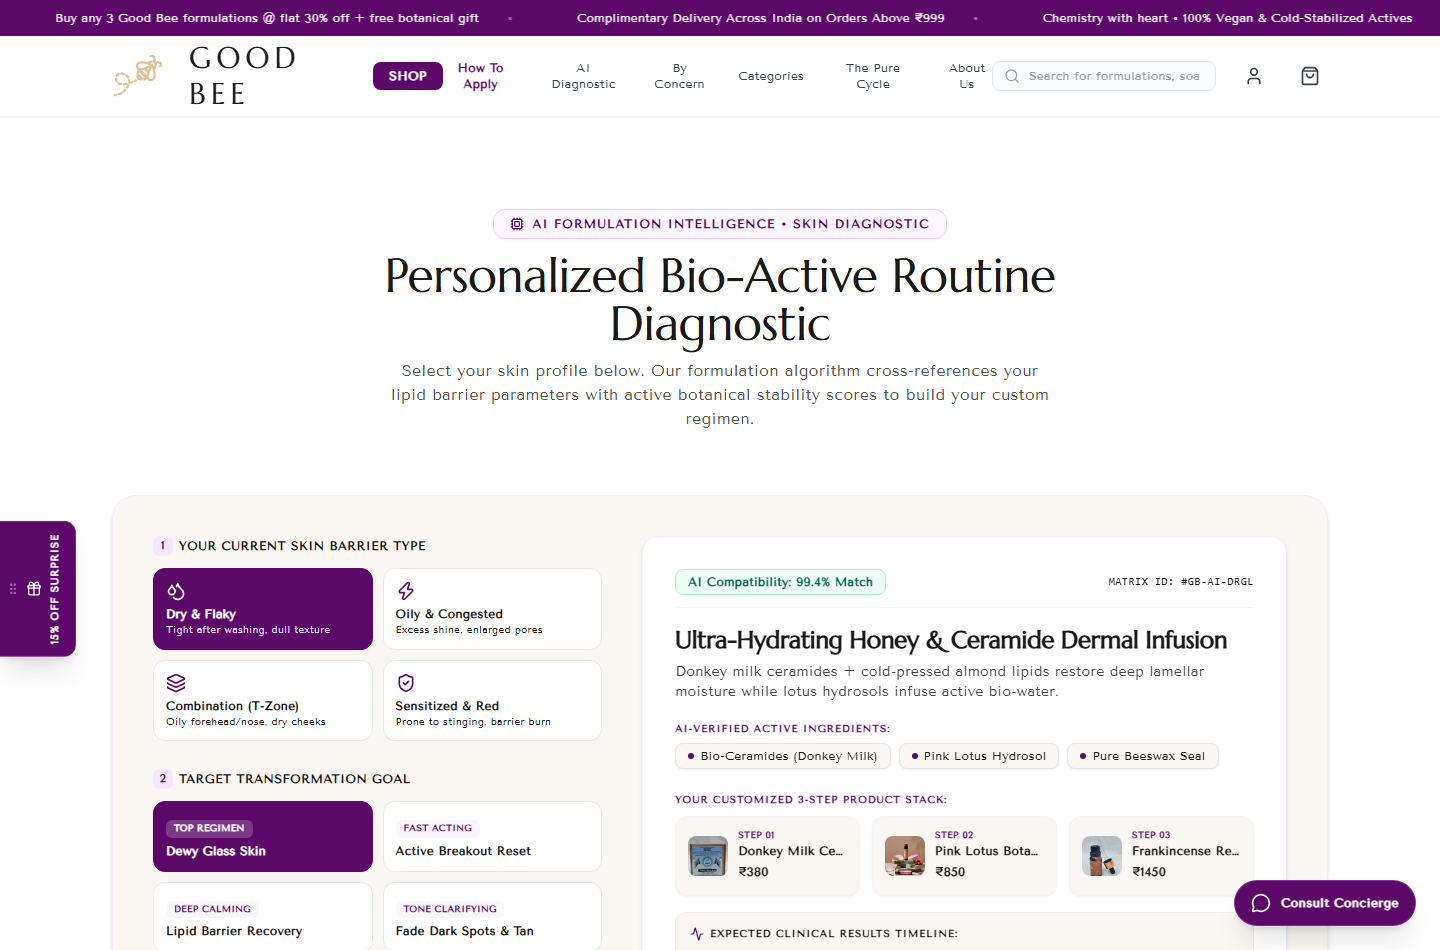 Buy any 3 Good Bee formulations @ flat 30% off + free botanical gift • Complimentary Delivery Across India on Orders Above ₹999 • Chemistry with heart • 100% Vegan & Cold-Stabilized Actives
GOOD
BEE
SHOP
How To
Apply
AI
Diagnostic
By
Concern
Categories
The Pure
Cycle
About
Us
Search for formulations, soa
AI FORMULATION INTELLIGENCE • SKIN DIAGNOSTIC
Personalized Bio-Active Routine
Diagnostic
Select your skin profile below. Our formulation algorithm cross-references your
lipid barrier parameters with active botanical stability scores to build your custom
regimen.
15% OFF SURPRISE
1 YOUR CURRENT SKIN BARRIER TYPE
Dry & Flaky
Tight after washing, dull texture
Oily & Congested
Excess shine, enlarged pores
Combination (T-Zone)
Oily forehead/nose, dry cheeks
Sensitized & Red
Prone to stinging, barrier burn
2 TARGET TRANSFORMATION GOAL
TOP REGIMEN
Dewy Glass Skin
FAST ACTING
Active Breakout Reset
DEEP CALMING
Lipid Barrier Recovery
TONE CLARIFYING
Fade Dark Spots & Tan
AI Compatibility: 99.4% Match
MATRIX ID: #GB-AI-DRGL
Ultra-Hydrating Honey & Ceramide Dermal Infusion
Donkey milk ceramides + cold-pressed almond lipids restore deep lamellar
moisture while lotus hydrosols infuse active bio-water.
AI-VERIFIED ACTIVE INGREDIENTS:
• Bio-Ceramides (Donkey Milk)
• Pink Lotus Hydrosol
• Pure Beeswax Seal
YOUR CUSTOMIZED 3-STEP PRODUCT STACK:
STEP 01
Donkey Milk Ce...
₹380
STEP 02
Pink Lotus Bota...
₹850
STEP 03
Frankincense Re...
₹1450
EXPECTED CLINICAL RESULTS TIMELINE:
Consult Concierge